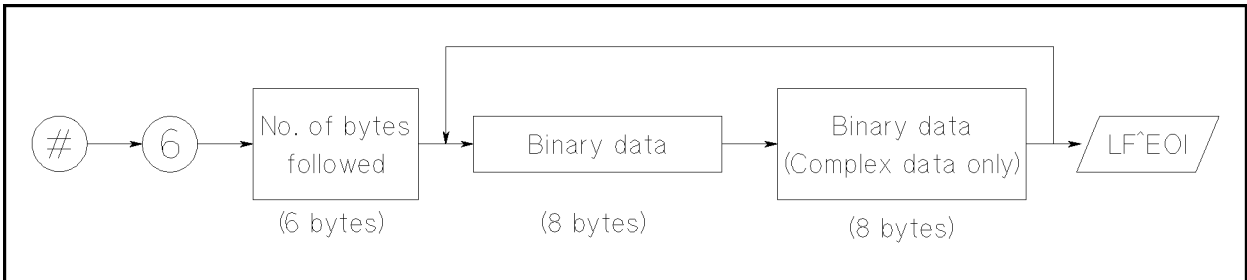 #
6
No. of bytes
followed
(6 bytes)
Binary data
(8 bytes)
Binary data
(Complex data only)
(8 bytes)
LF^EOI